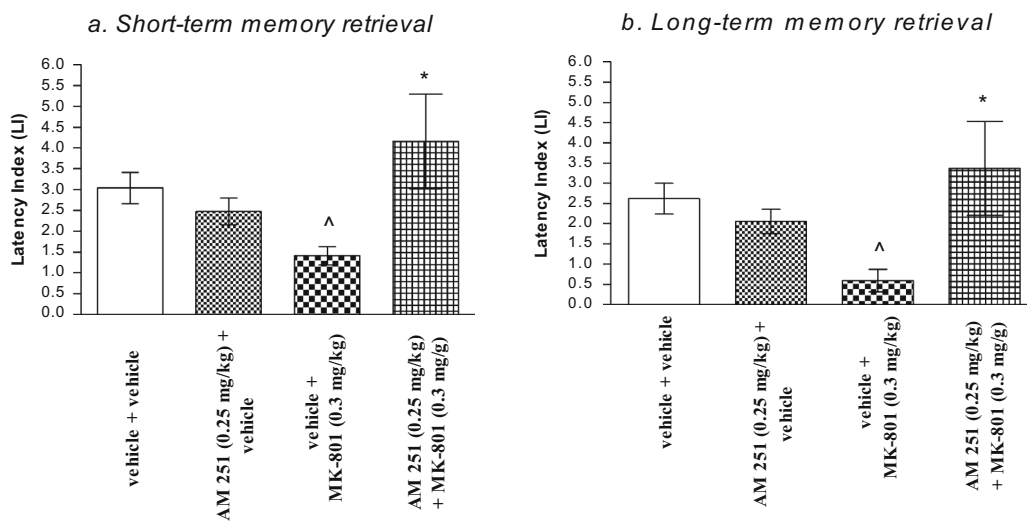 a. Short-term memory retrieval
Latency Index (LI)
6.0
5.5
5.0
4.5
4.0
3.5
3.0
2.5
2.0
1.5
1.0
0.5
0.0
^
*
vehicle + vehicle
AM 251 (0.25 mg/kg) +
vehicle
vehicle +
MK-801 (0.3 mg/kg)
AM 251 (0.25 mg/kg)
+ MK-801 (0.3 mg/g)
b. Long-term memory retrieval
Latency Index (LI)
6.0
5.5
5.0
4.5
4.0
3.5
3.0
2.5
2.0
1.5
1.0
0.5
0.0
^
*
vehicle + vehicle
AM 251 (0.25 mg/kg) +
vehicle
vehicle +
MK-801 (0.3 mg/kg)
AM 251 (0.25 mg/kg)
+ MK-801 (0.3 mg/g)